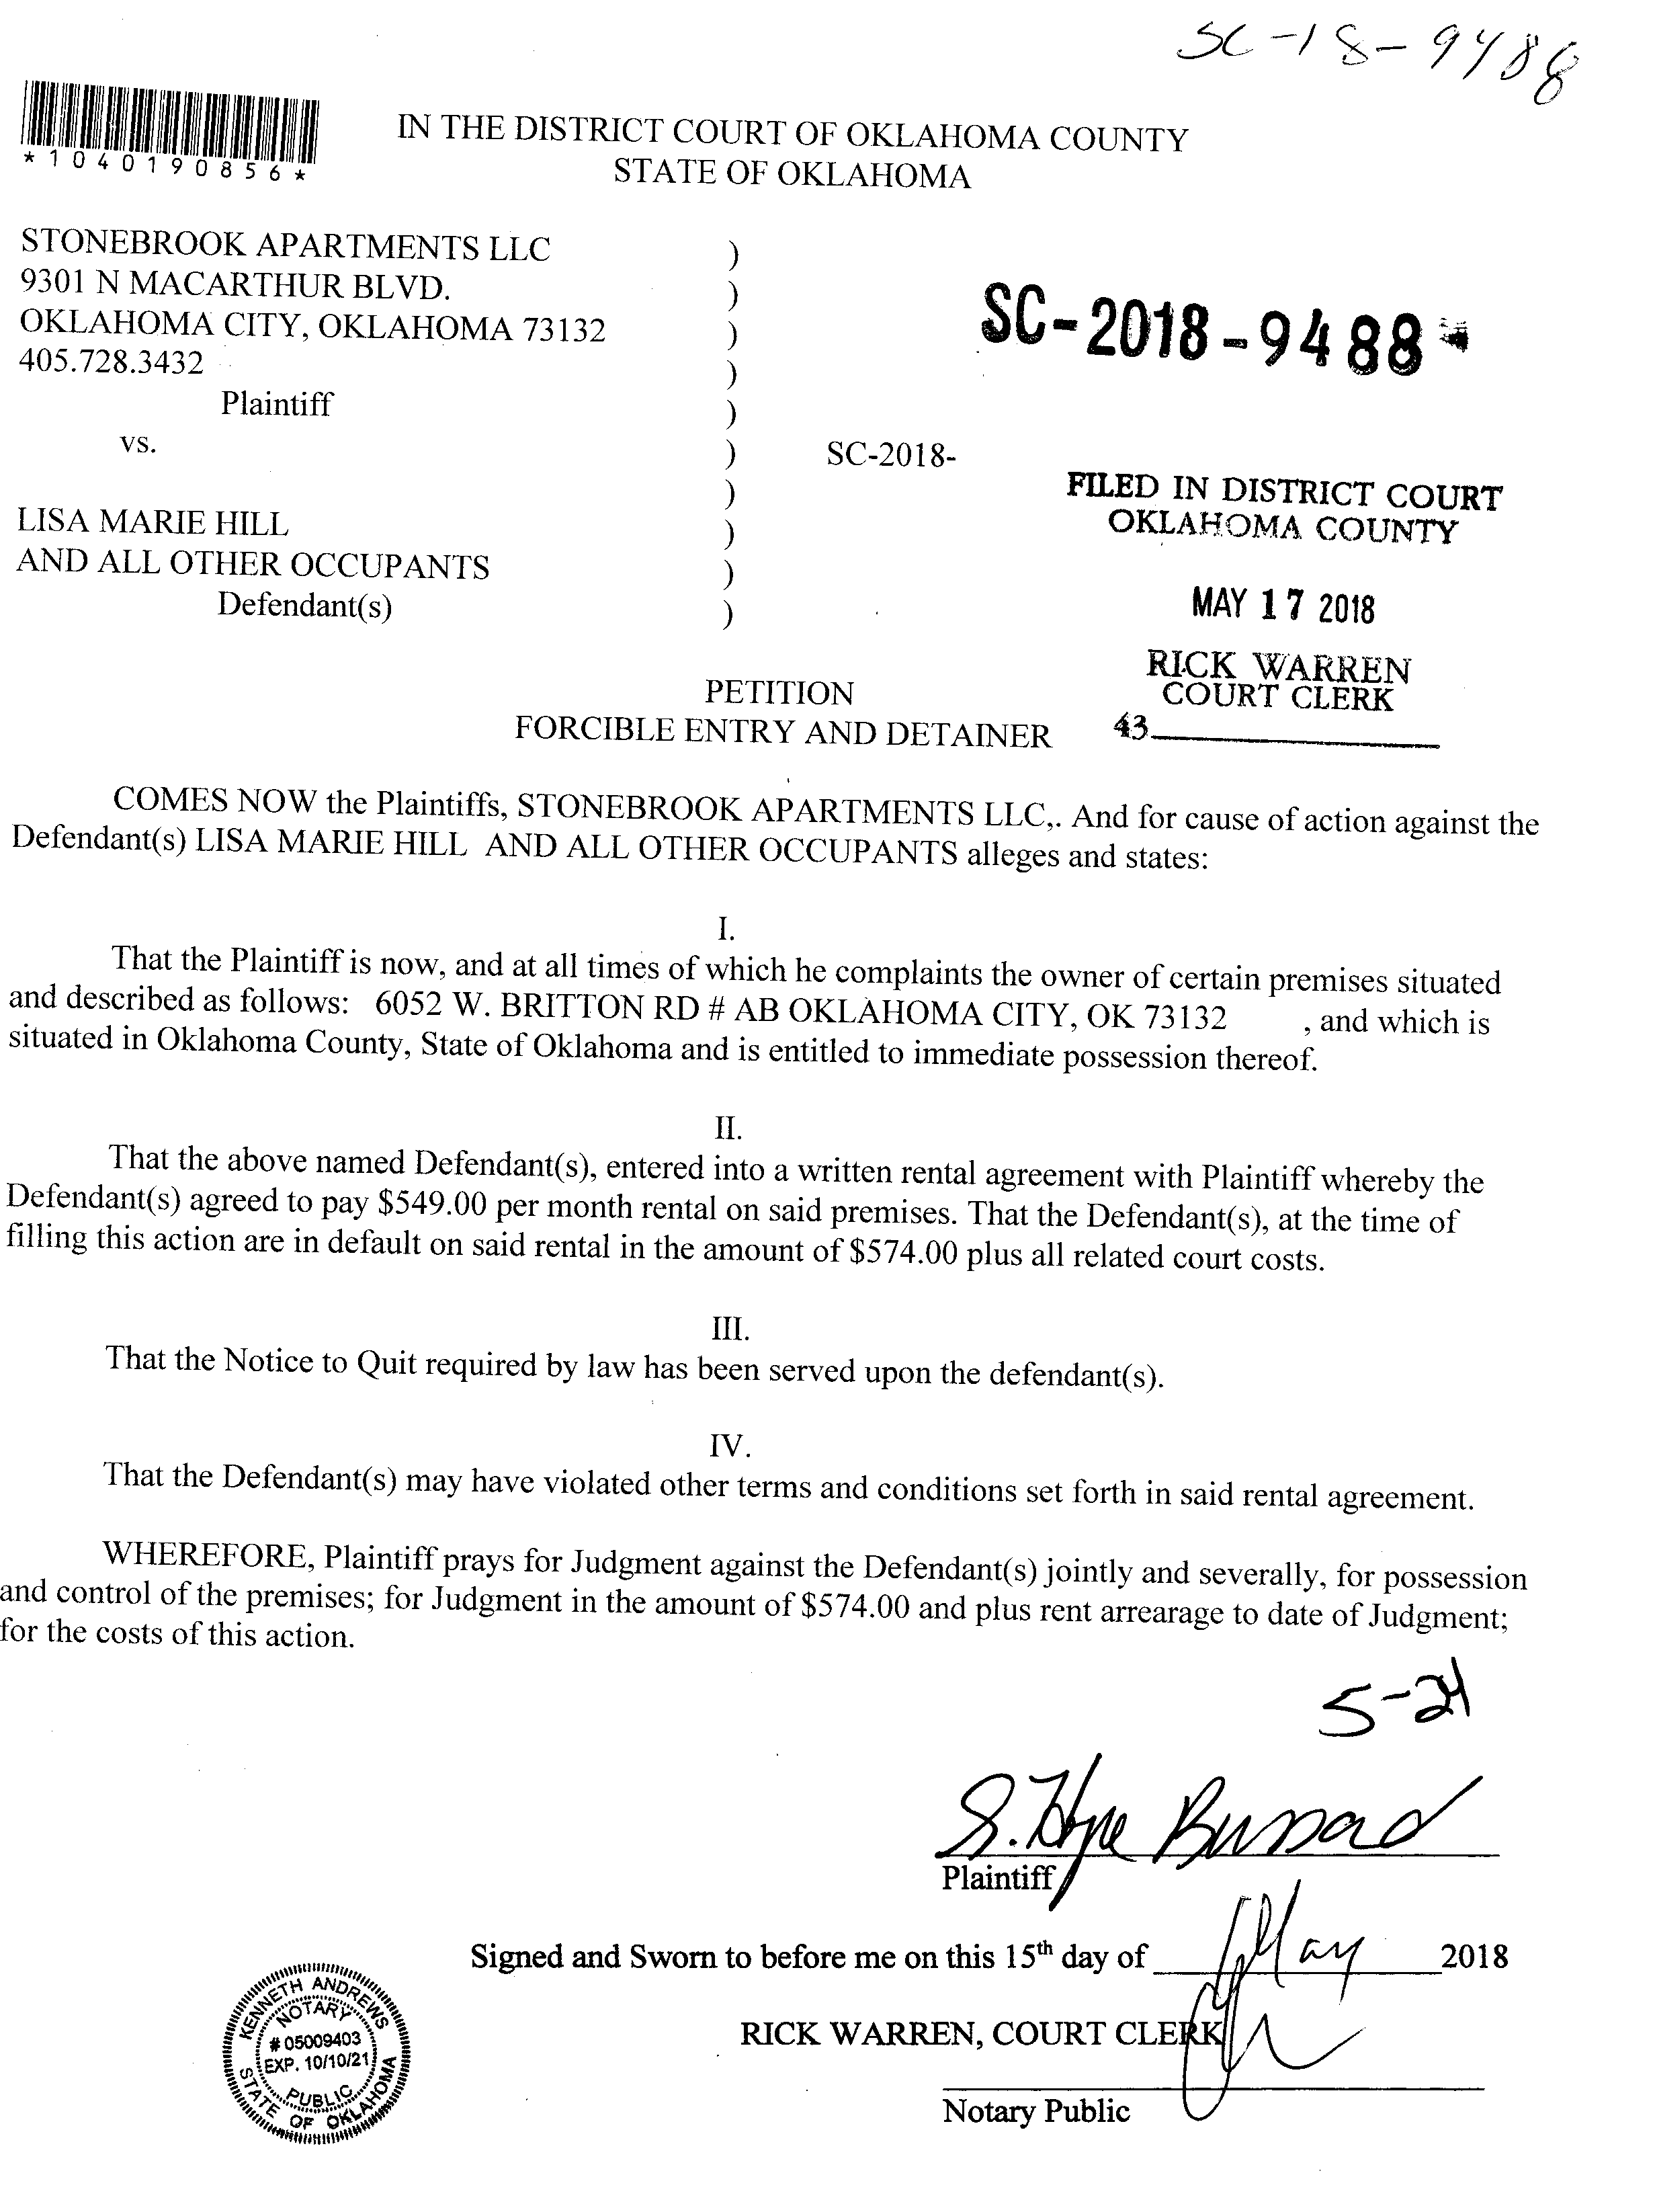 SC-18-9488
*1040190856*
IN THE DISTRICT COURT OF OKLAHOMA COUNTY
STATE OF OKLAHOMA
STONEBROOK APARTMENTS LLC )
9301 N MACARTHUR BLVD. )
OKLAHOMA CITY, OKLAHOMA 73132 )
405.728.3432 )
Plaintiff )
vs. )
)
LISA MARIE HILL )
AND ALL OTHER OCCUPANTS )
Defendant(s) )
SC-2018-9488
SC-2018-
FILED IN DISTRICT COURT
OKLAHOMA COUNTY
MAY 17 2018
RICK WARREN
COURT CLERK
43
PETITION
FORCIBLE ENTRY AND DETAINER
COMES NOW the Plaintiffs, STONEBROOK APARTMENTS LLC,. And for cause of action against the
Defendant(s) LISA MARIE HILL AND ALL OTHER OCCUPANTS alleges and states:
I.
That the Plaintiff is now, and at all times of which he complaints the owner of certain premises situated
and described as follows: 6052 W. BRITTON RD # AB OKLAHOMA CITY, OK 73132 , and which is
situated in Oklahoma County, State of Oklahoma and is entitled to immediate possession thereof.
II.
That the above named Defendant(s), entered into a written rental agreement with Plaintiff whereby the
Defendant(s) agreed to pay $549.00 per month rental on said premises. That the Defendant(s), at the time of
filling this action are in default on said rental in the amount of $574.00 plus all related court costs.
III.
That the Notice to Quit required by law has been served upon the defendant(s).
IV.
That the Defendant(s) may have violated other terms and conditions set forth in said rental agreement.
WHEREFORE, Plaintiff prays for Judgment against the Defendant(s) jointly and severally, for possession
and control of the premises; for Judgment in the amount of $574.00 and plus rent arrearage to date of Judgment;
for the costs of this action.
5-24
Plaintiff
Signed and Sworn to before me on this 15th day of May 2018
RICK WARREN, COURT CLERK
Notary Public
KENNETH ANDREWS
NOTARY
# 05009403
EXP. 10/10/21
PUBLIC
STATE OF OKLAHOMA